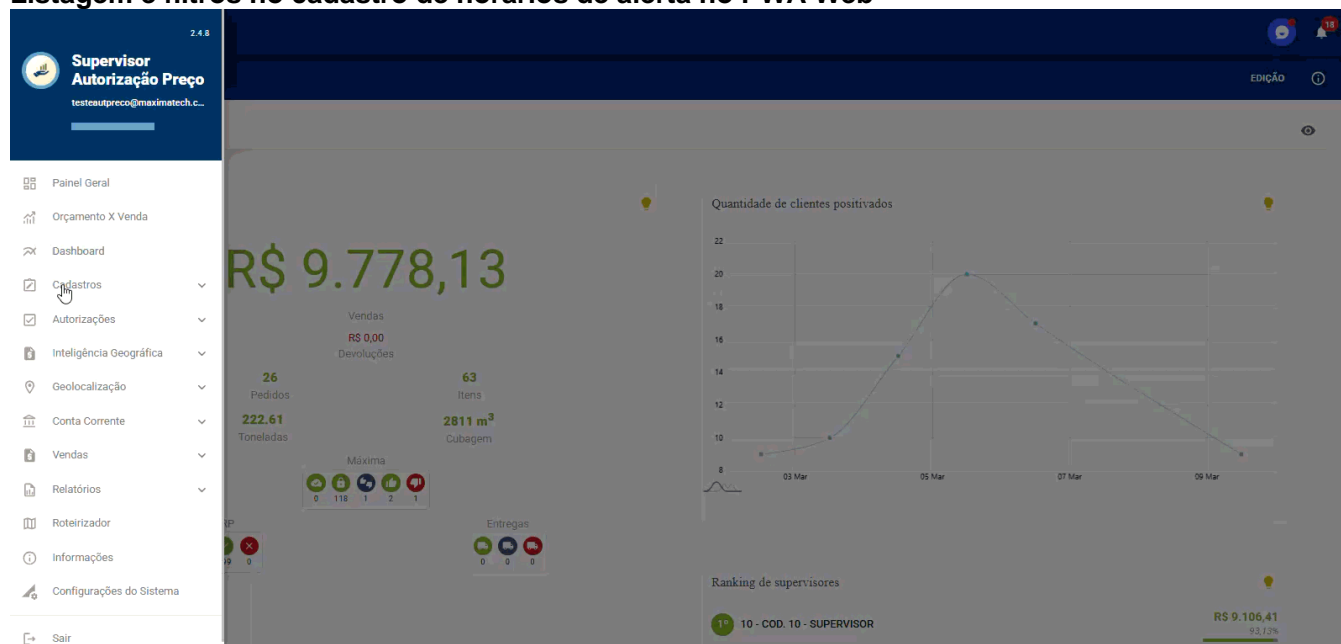 2.4.8
Supervisor
Autorização Preço
testeautpreco@maximatech.c...
18
EDIÇÃO
Painel Geral
Orçamento X Venda
Dashboard
Cadastros
Autorizações
Inteligência Geográfica
Geolocalização
Conta Corrente
Vendas
Relatórios
Roteirizador
Informações
Configurações do Sistema
Sair
R$ 9.778,13
Vendas
R$ 0,00
Devoluções
26
Pedidos
63
Itens
222.61
Toneladas
2811 m³
Cubagem
Máxima
0 118 1 2 1
Entregas
0 0 0
Quantidade de clientes positivados
22
20
18
16
14
12
10
8
03 Mar 05 Mar 07 Mar 09 Mar
Ranking de supervisores
1º 10 - COD. 10 - SUPERVISOR
R$ 9.106,41
93,13%